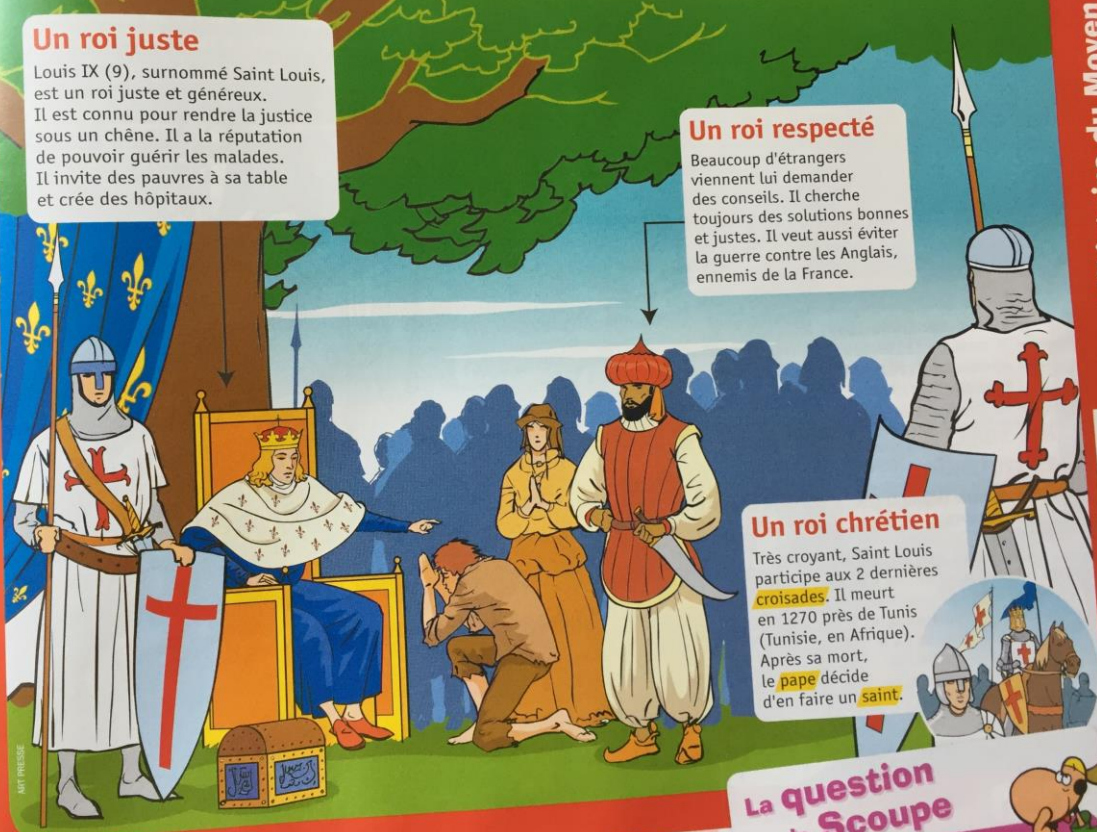 Un roi juste
Louis IX (9), surnommé Saint Louis,
est un roi juste et généreux.
Il est connu pour rendre la justice
sous un chêne. Il a la réputation
de pouvoir guérir les malades.
Il invite des pauvres à sa table
et crée des hôpitaux.
Un roi respecté
Beaucoup d'étrangers
viennent lui demander
des conseils. Il cherche
toujours des solutions bonnes
et justes. Il veut aussi éviter
la guerre contre les Anglais,
ennemis de la France.
Un roi chrétien
Très croyant, Saint Louis
participe aux 2 dernières
croisades. Il meurt
en 1270 près de Tunis
(Tunisie, en Afrique).
Après sa mort,
le pape décide
d'en faire un saint.
La question
Scoupe
du Moyen
ART PRESSE